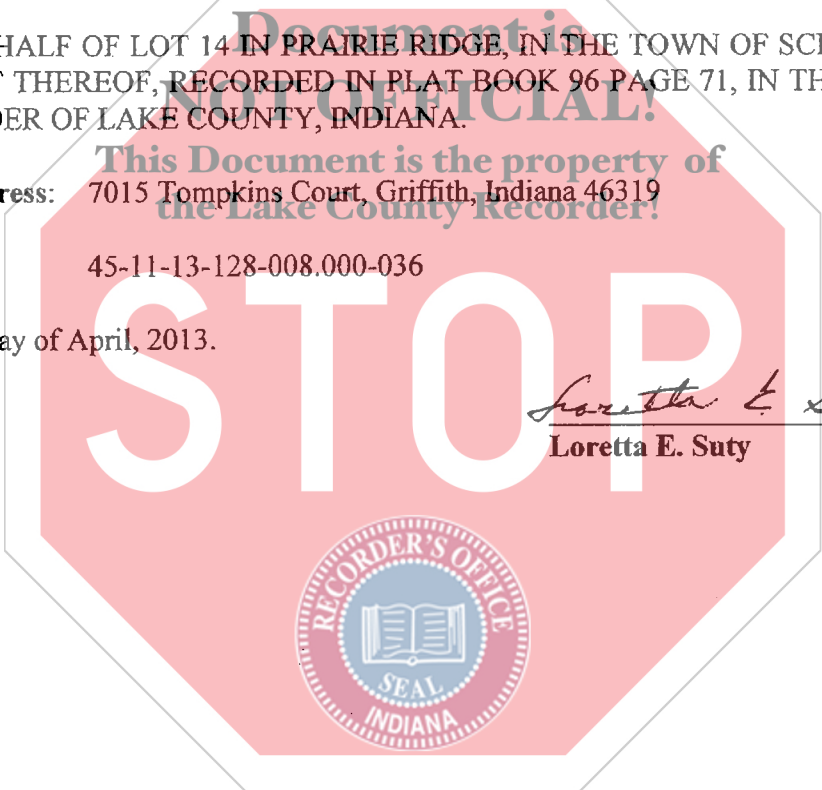 Document is
HALF OF LOT 14 IN PRAIRIE RIDGE, IN THE TOWN OF SC
THEREOF, RECORDED IN PLAT BOOK 96 PAGE 71, IN TH
NOT OFFICIAL!
DER OF LAKE COUNTY, INDIANA.
This Document is the property of
ress: 7015 Tompkins Court, Griffith, Indiana 46319
the Lake County Recorder!
45-11-13-128-008.000-036
STOP
ay of April, 2013.
Loretta E. S
Loretta E. Suty
RECORDER'S OFFICE
SEAL
INDIANA